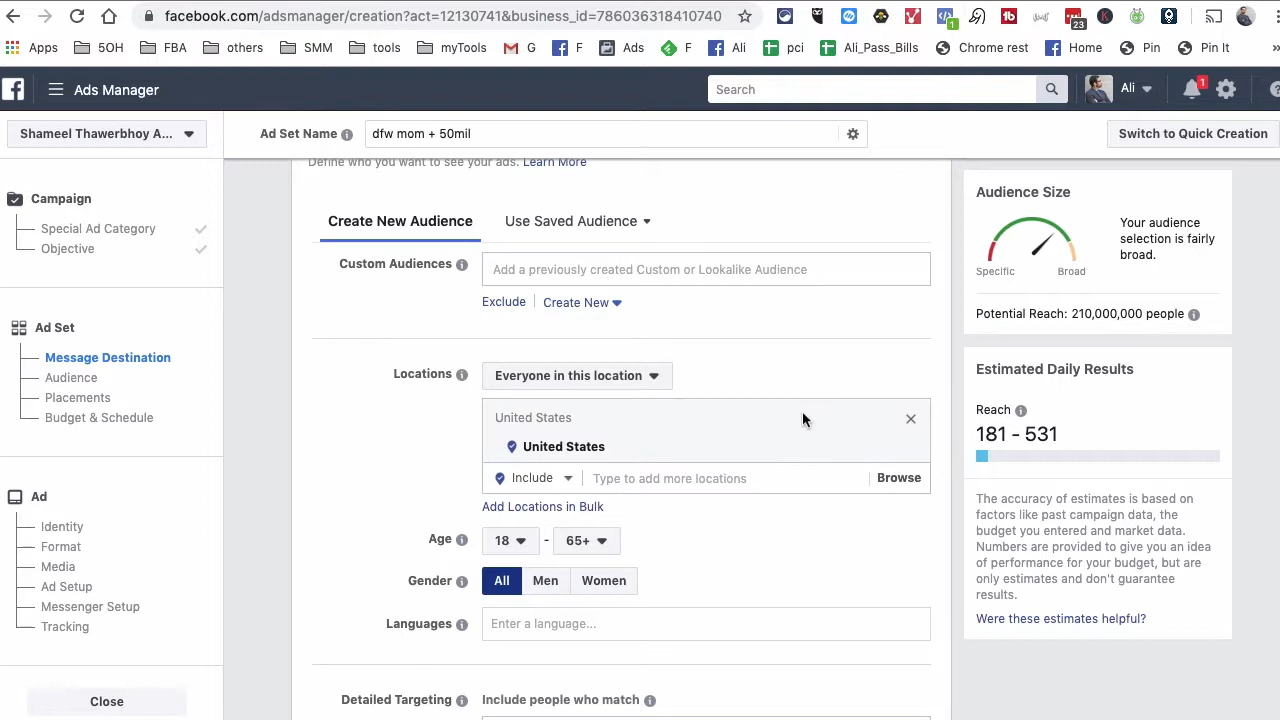 facebook.com/adsmanager/creation?act=12130741&business_id=786036318410740
1
23
Apps 5OH FBA others SMM tools myTools G F Ads F Ali pci Ali_Pass_Bills Chrome rest Home Pin Pin It »
Ads Manager Search Ali 1
Shameel Thawerbhoy A... Ad Set Name dfw mom + 50mil Switch to Quick Creation
Campaign
Special Ad Category
Objective
Ad Set
Message Destination
Audience
Placements
Budget & Schedule
Ad
Identity
Format
Media
Ad Setup
Messenger Setup
Tracking
Close
Define who you want to see your ads. Learn More
Create New Audience Use Saved Audience
Custom Audiences Add a previously created Custom or Lookalike Audience
Exclude Create New
Locations Everyone in this location
United States
United States
Include Type to add more locations Browse
Add Locations in Bulk
Age 18 - 65+
Gender All Men Women
Languages Enter a language...
Detailed Targeting Include people who match
Audience Size
Your audience
selection is fairly
broad.
Specific Broad
Potential Reach: 210,000,000 people
Estimated Daily Results
Reach
181 - 531
The accuracy of estimates is based on
factors like past campaign data, the
budget you entered and market data.
Numbers are provided to give you an idea
of performance for your budget, but are
only estimates and don't guarantee
results.
Were these estimates helpful?